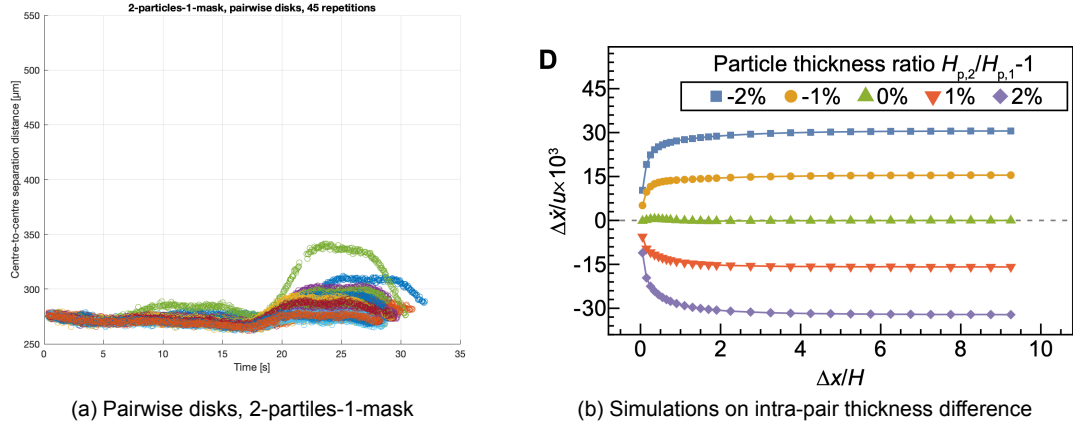 2-particles-1-mask, pairwise disks, 45 repetitions
Centre-to-centre separation distance [μm]
550
500
450
400
350
300
250
0 5 10 15 20 25 30 35
Time [s]
(a) Pairwise disks, 2-partiles-1-mask
D
Particle thickness ratio Hp,2/Hp,1-1
-2% -1% 0% 1% 2%
Δẋ/u×10³
45
30
15
0
-15
-30
0 2 4 6 8 10
Δx/H
(b) Simulations on intra-pair thickness difference